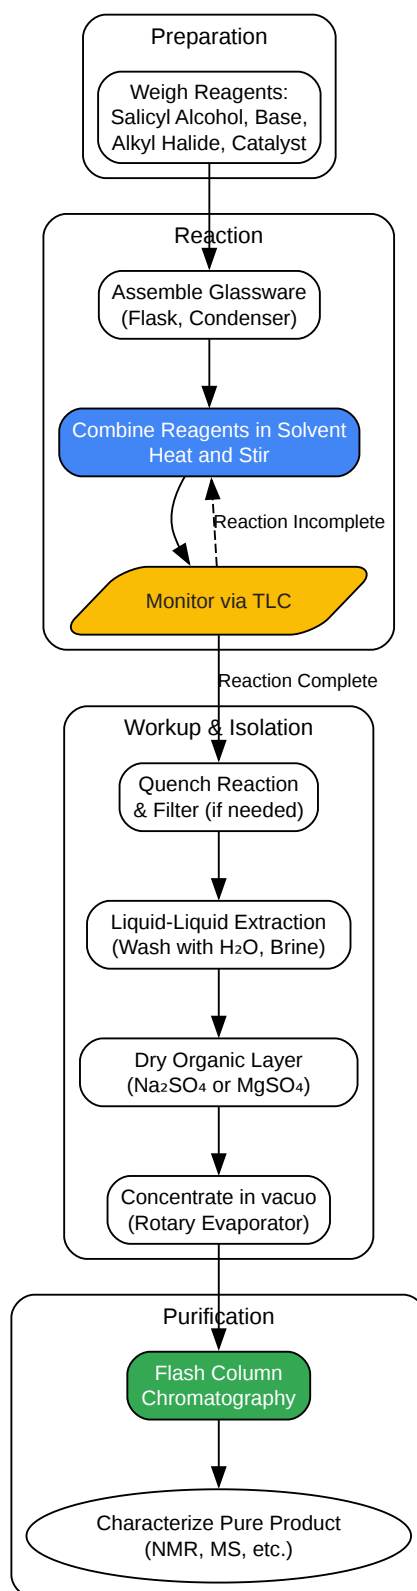 Preparation
Weigh Reagents:
Salicyl Alcohol, Base,
Alkyl Halide, Catalyst
Reaction
Assemble Glassware
(Flask, Condenser)
Combine Reagents in Solvent
Heat and Stir
Reaction Incomplete
Monitor via TLC
Reaction Complete
Workup & Isolation
Quench Reaction
& Filter (if needed)
Liquid-Liquid Extraction
(Wash with H₂O, Brine)
Dry Organic Layer
(Na₂SO₄ or MgSO₄)
Concentrate in vacuo
(Rotary Evaporator)
Purification
Flash Column
Chromatography
Characterize Pure Product
(NMR, MS, etc.)